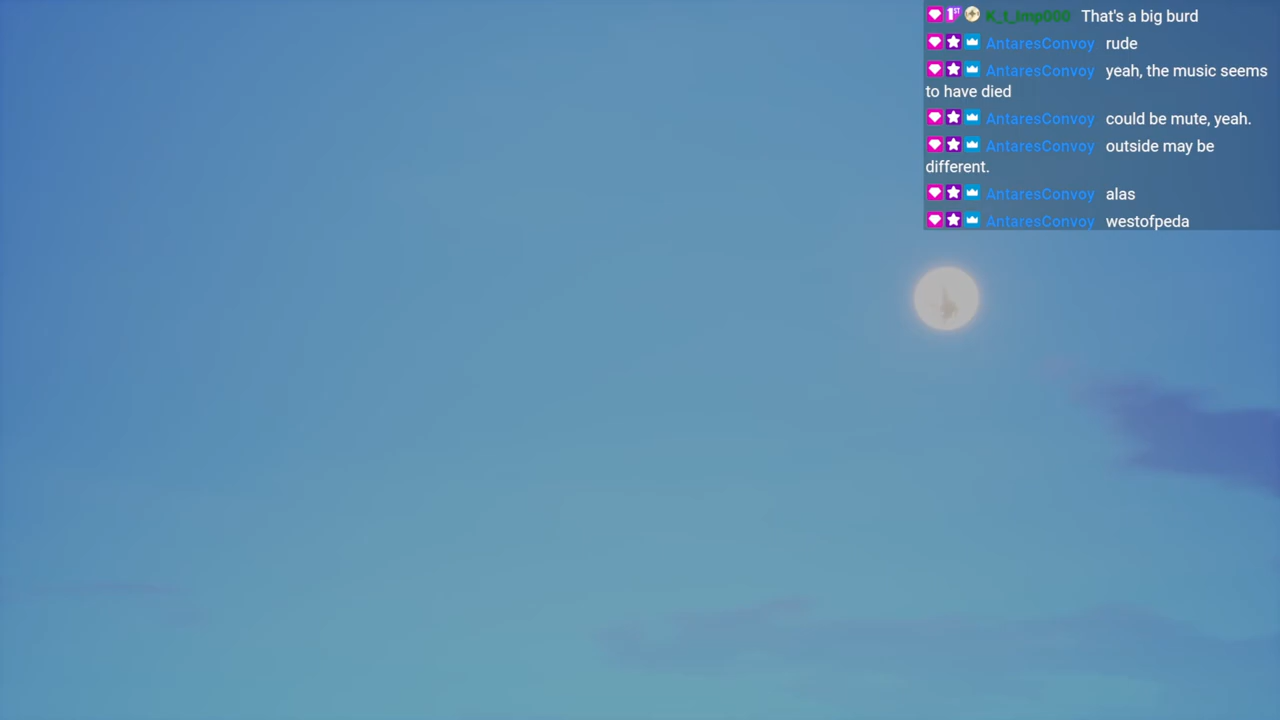 K_t_Imp000 That's a big burd
AntaresConvoy rude
AntaresConvoy yeah, the music seems
to have died
AntaresConvoy could be mute, yeah.
AntaresConvoy outside may be
different.
AntaresConvoy alas
AntaresConvoy westofpeda